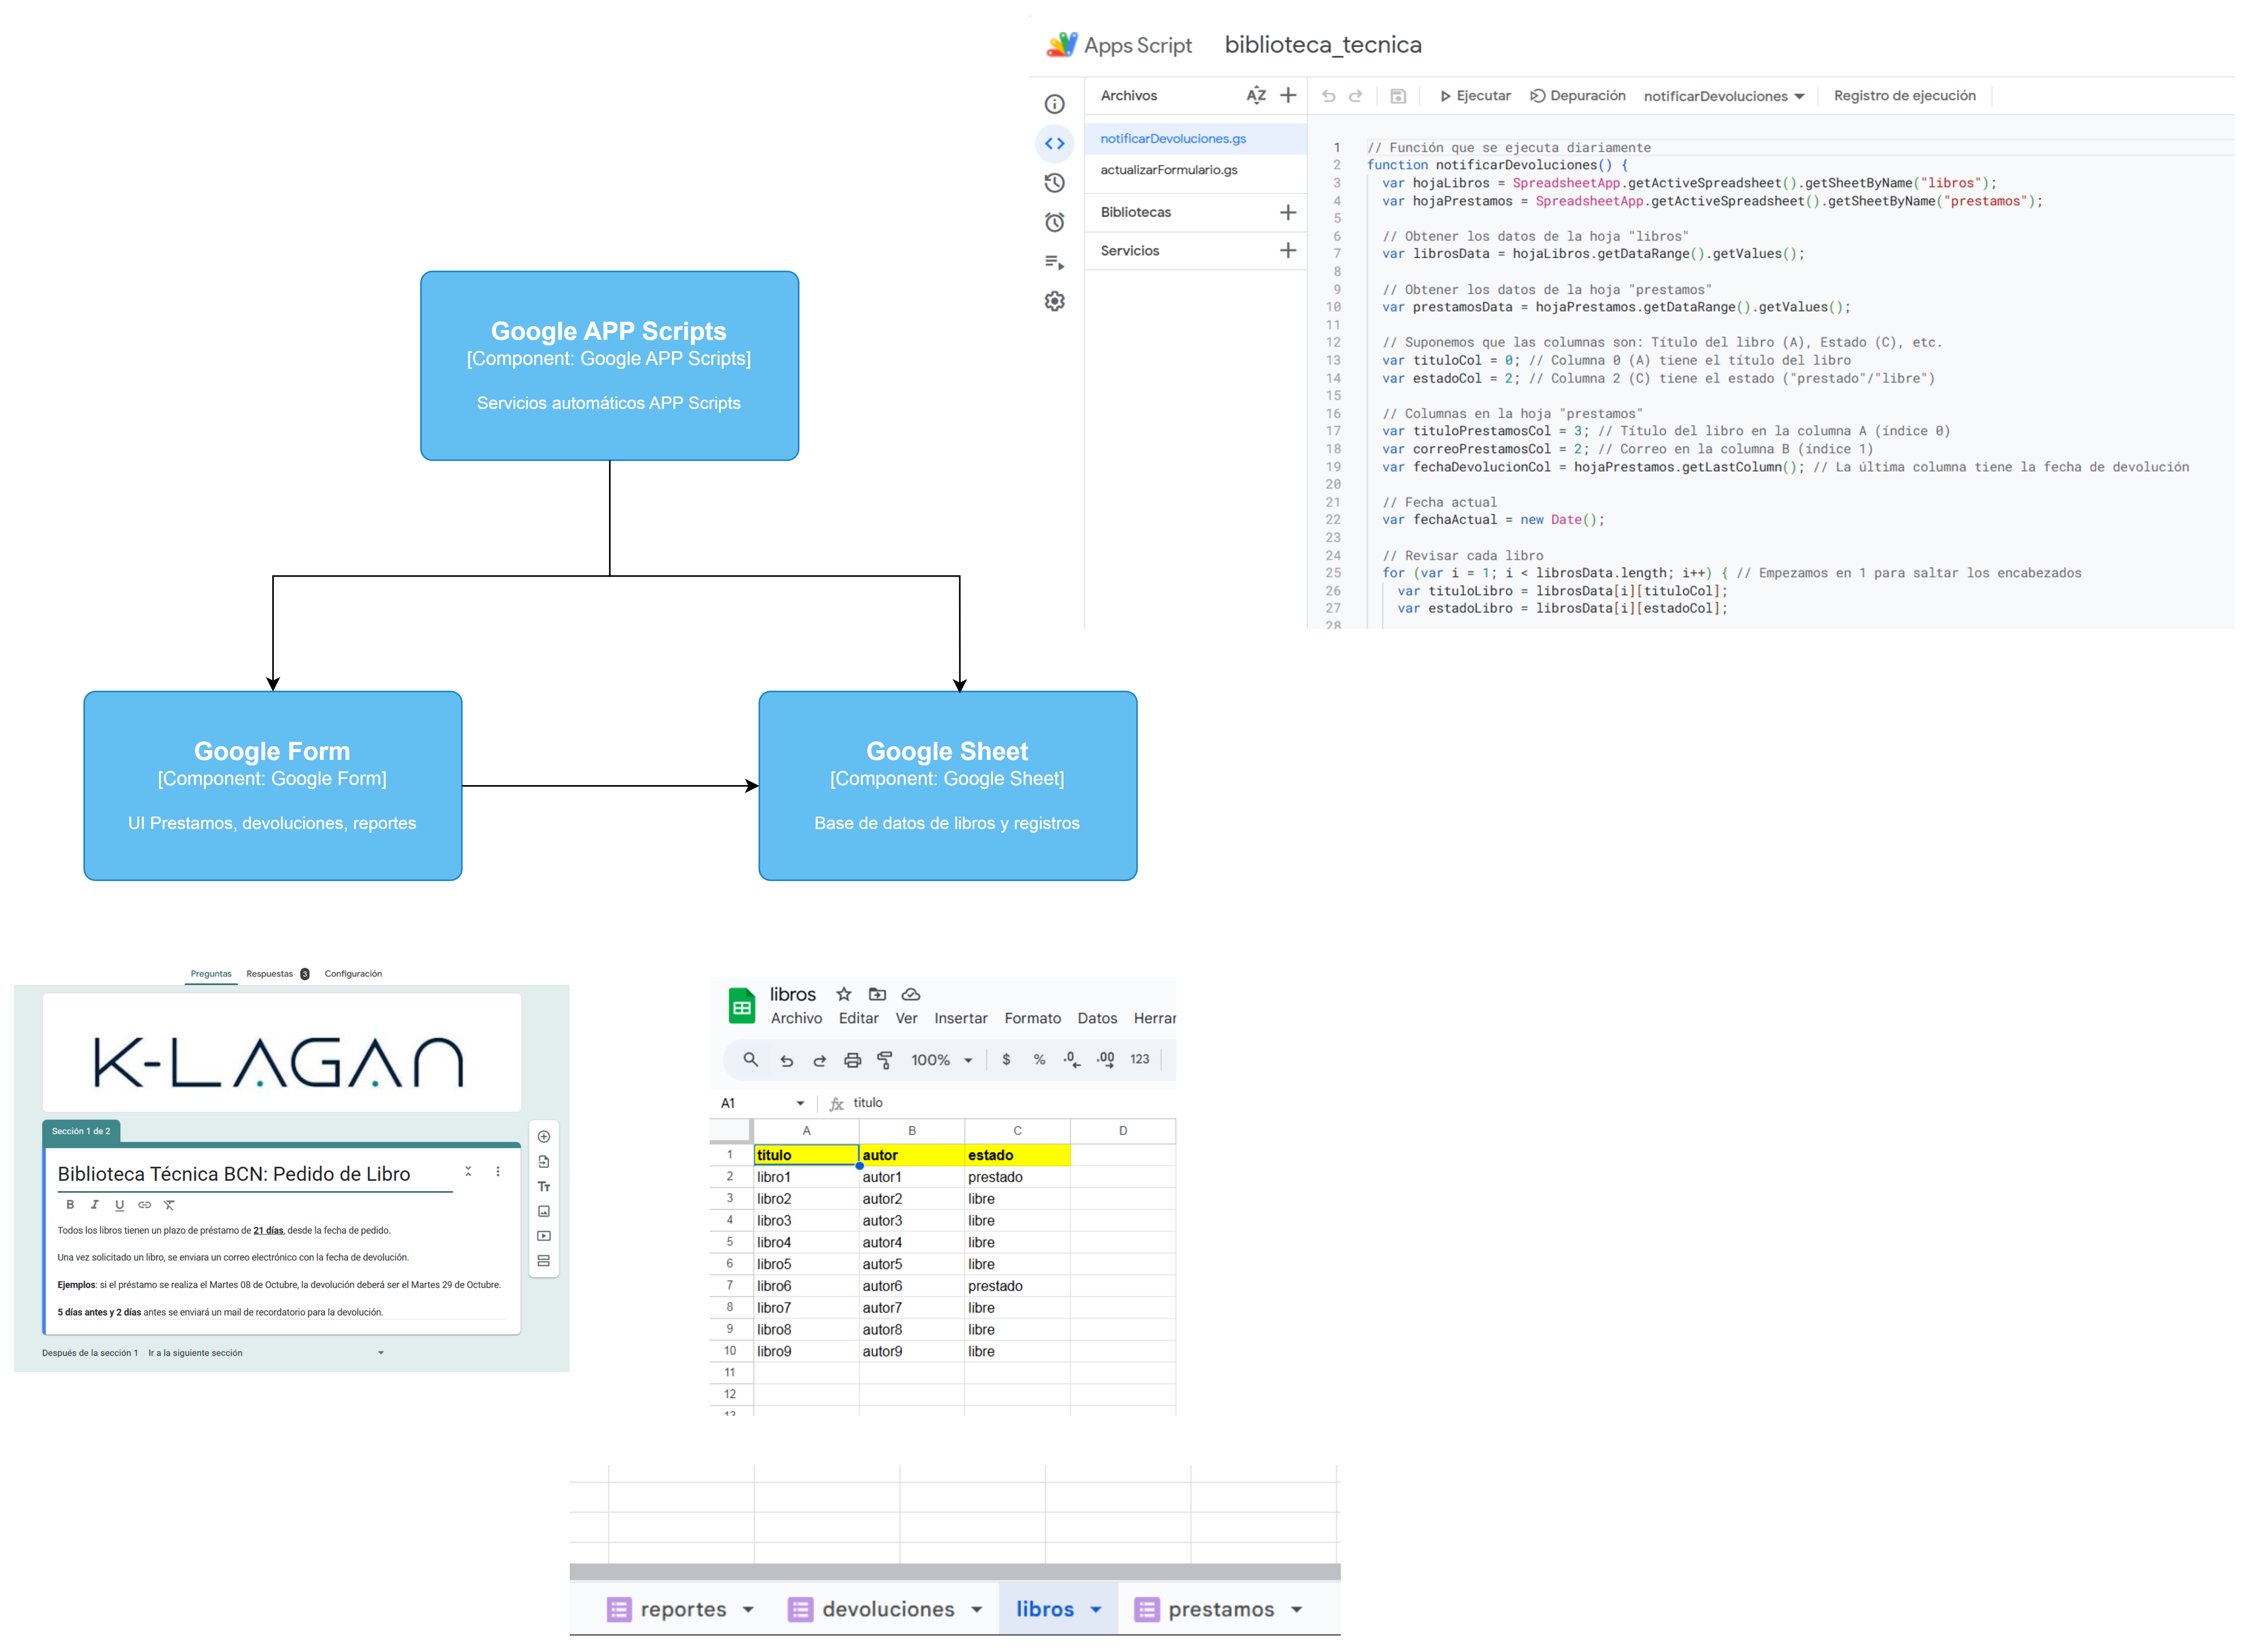 Apps Script biblioteca_tecnica
Archivos
notificarDevoluciones.gs
actualizarFormulario.gs
Bibliotecas
Servicios
Ejecutar Depuración notificarDevoluciones Registro de ejecución
1 // Función que se ejecuta diariamente
2 function notificarDevoluciones() {
3 var hojaLibros = SpreadsheetApp.getActiveSpreadsheet().getSheetByName("libros");
4 var hojaPrestamos = SpreadsheetApp.getActiveSpreadsheet().getSheetByName("prestamos");
5
6 // Obtener los datos de la hoja "libros"
7 var librosData = hojaLibros.getDataRange().getValues();
8
9 // Obtener los datos de la hoja "prestamos"
10 var prestamosData = hojaPrestamos.getDataRange().getValues();
11
12 // Suponemos que las columnas son: Título del libro (A), Estado (C), etc.
13 var tituloCol = 0; // Columna 0 (A) tiene el título del libro
14 var estadoCol = 2; // Columna 2 (C) tiene el estado ("prestado"/"libre")
15
16 // Columnas en la hoja "prestamos"
17 var tituloPrestamosCol = 3; // Título del libro en la columna A (índice 0)
18 var correoPrestamosCol = 2; // Correo en la columna B (índice 1)
19 var fechaDevolucionCol = hojaPrestamos.getLastColumn(); // La última columna tiene la fecha de devolución
20
21 // Fecha actual
22 var fechaActual = new Date();
23
24 // Revisar cada libro
25 for (var i = 1; i < librosData.length; i++) { // Empezamos en 1 para saltar los encabezados
26 var tituloLibro = librosData[i][tituloCol];
27 var estadoLibro = librosData[i][estadoCol];
28
Google APP Scripts
[Component: Google APP Scripts]
Servicios automáticos APP Scripts
Google Form
[Component: Google Form]
UI Prestamos, devoluciones, reportes
Google Sheet
[Component: Google Sheet]
Base de datos de libros y registros
Preguntas Respuestas 3 Configuración
K-LAGAN
Sección 1 de 2
Biblioteca Técnica BCN: Pedido de Libro
B I U
Todos los libros tienen un plazo de préstamo de 21 días, desde la fecha de pedido.
Una vez solicitado un libro, se enviara un correo electrónico con la fecha de devolución.
Ejemplos: si el préstamo se realiza el Martes 08 de Octubre, la devolución deberá ser el Martes 29 de Octubre.
5 días antes y 2 días antes se enviará un mail de recordatorio para la devolución.
Después de la sección 1 Ir a la siguiente sección
Tт
libros
Archivo Editar Ver Insertar Formato Datos Herrar
100% $ % .0 .00 123
A1 fx titulo
A B C D
1 titulo autor estado
2 libro1 autor1 prestado
3 libro2 autor2 libre
4 libro3 autor3 libre
5 libro4 autor4 libre
6 libro5 autor5 libre
7 libro6 autor6 prestado
8 libro7 autor7 libre
9 libro8 autor8 libre
10 libro9 autor9 libre
11
12
13
reportes devoluciones libros prestamos